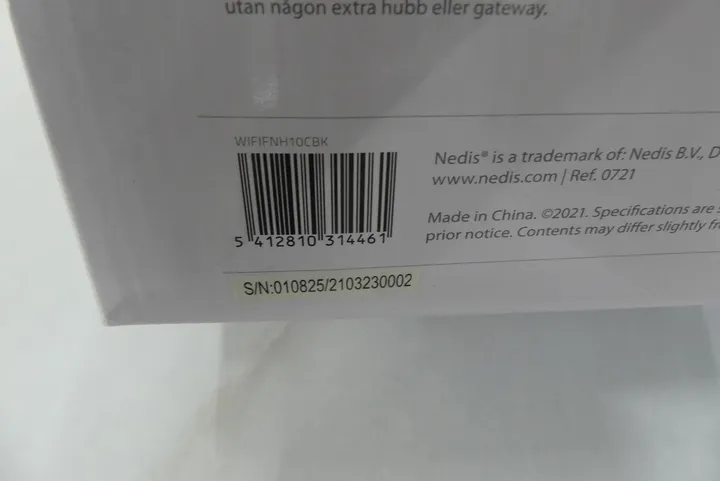 utan någon extra hubb eller gateway.
WIFIFNH10CBK
5 412810 314461
Nedis® is a trademark of: Nedis B.V., D
www.nedis.com | Ref. 0721
Made in China. ©2021. Specifications are
prior notice. Contents may differ slightly
S/N:010825/2103230002